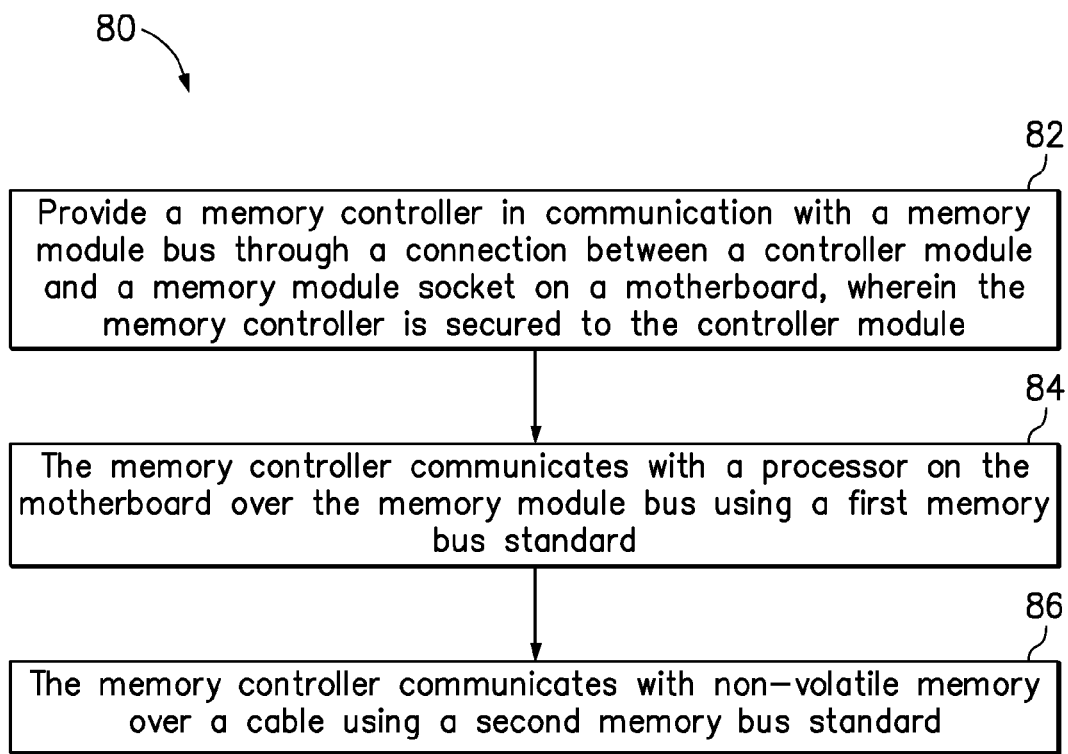 80
82
Provide a memory controller in communication with a memory
module bus through a connection between a controller module
and a memory module socket on a motherboard, wherein the
memory controller is secured to the controller module
84
The memory controller communicates with a processor on the
motherboard over the memory module bus using a first memory
bus standard
86
The memory controller communicates with non-volatile memory
over a cable using a second memory bus standard